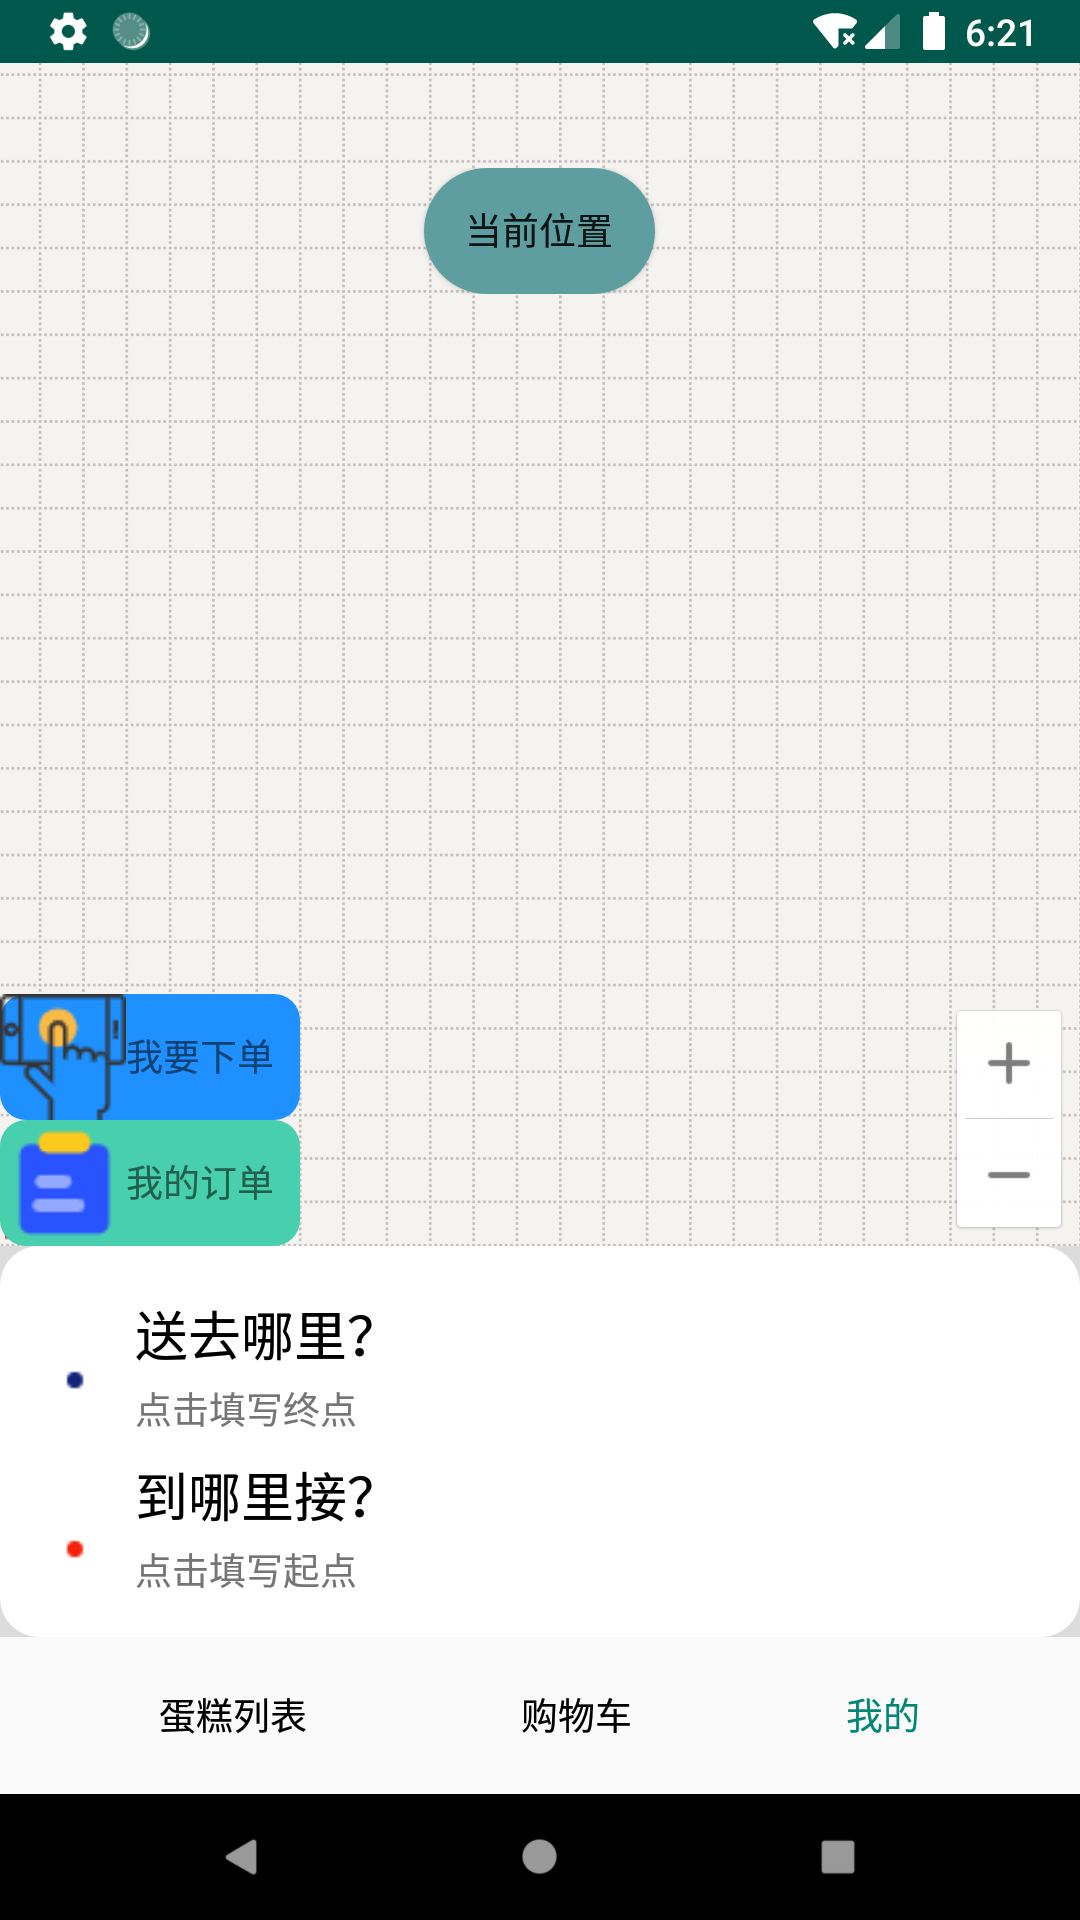 6:21
当前位置
我要下单
我的订单
送去哪里?
点击填写终点
到哪里接?
点击填写起点
蛋糕列表
购物车
我的